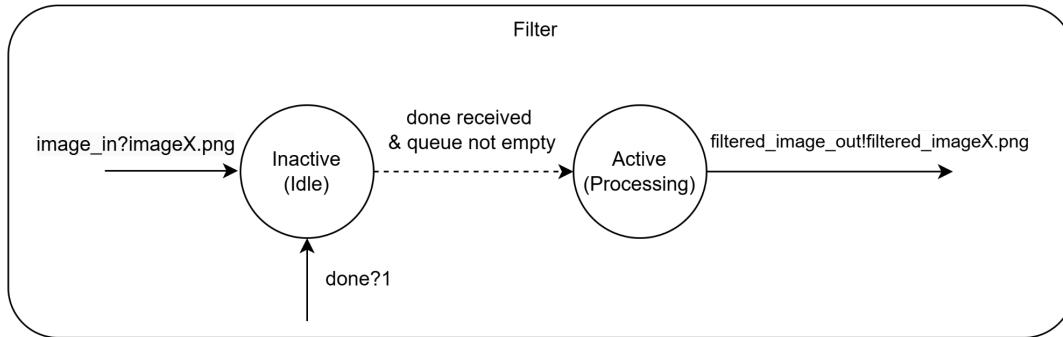 Filter
image_in?imageX.png
Inactive
(Idle)
done received
& queue not empty
Active
(Processing)
filtered_image_out!filtered_imageX.png
done?1